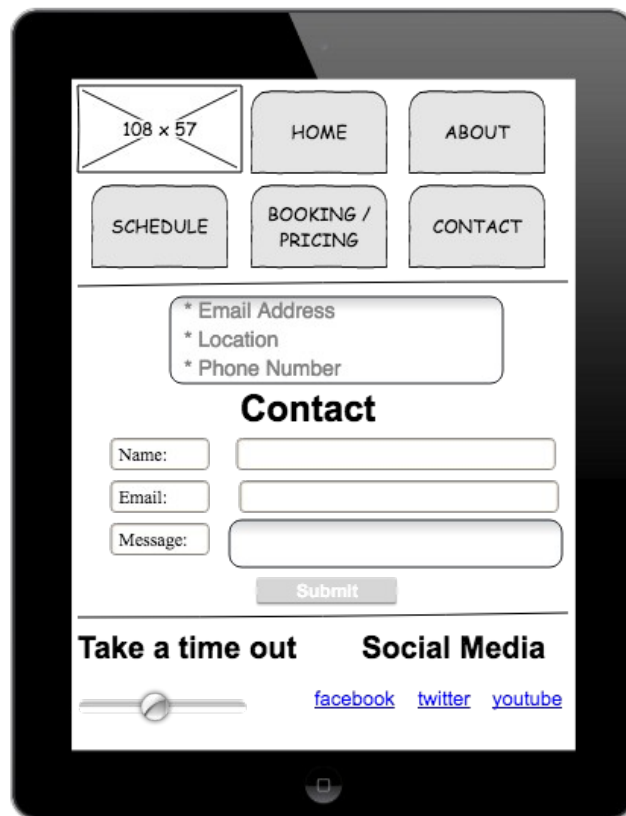 108 x 57
HOME
ABOUT
SCHEDULE
BOOKING /
PRICING
CONTACT
* Email Address
* Location
* Phone Number
Contact
Name:
Email:
Message:
Submit
Take a time out
Social Media
facebook twitter youtube